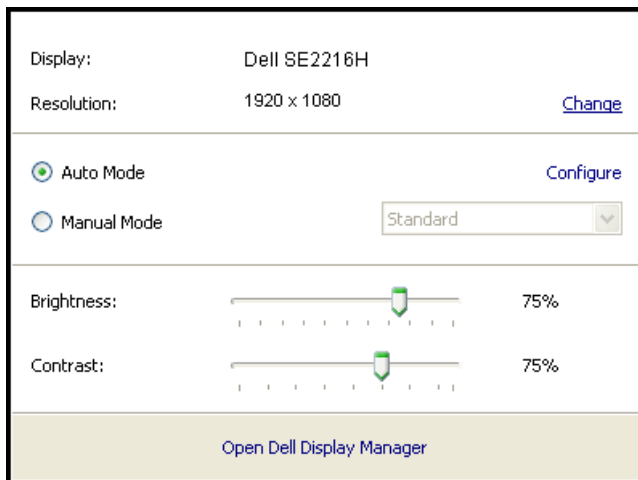 Display: Dell SE2216H
Resolution: 1920 x 1080 Change
Auto Mode Configure
Manual Mode Standard
Brightness: 75%
Contrast: 75%
Open Dell Display Manager